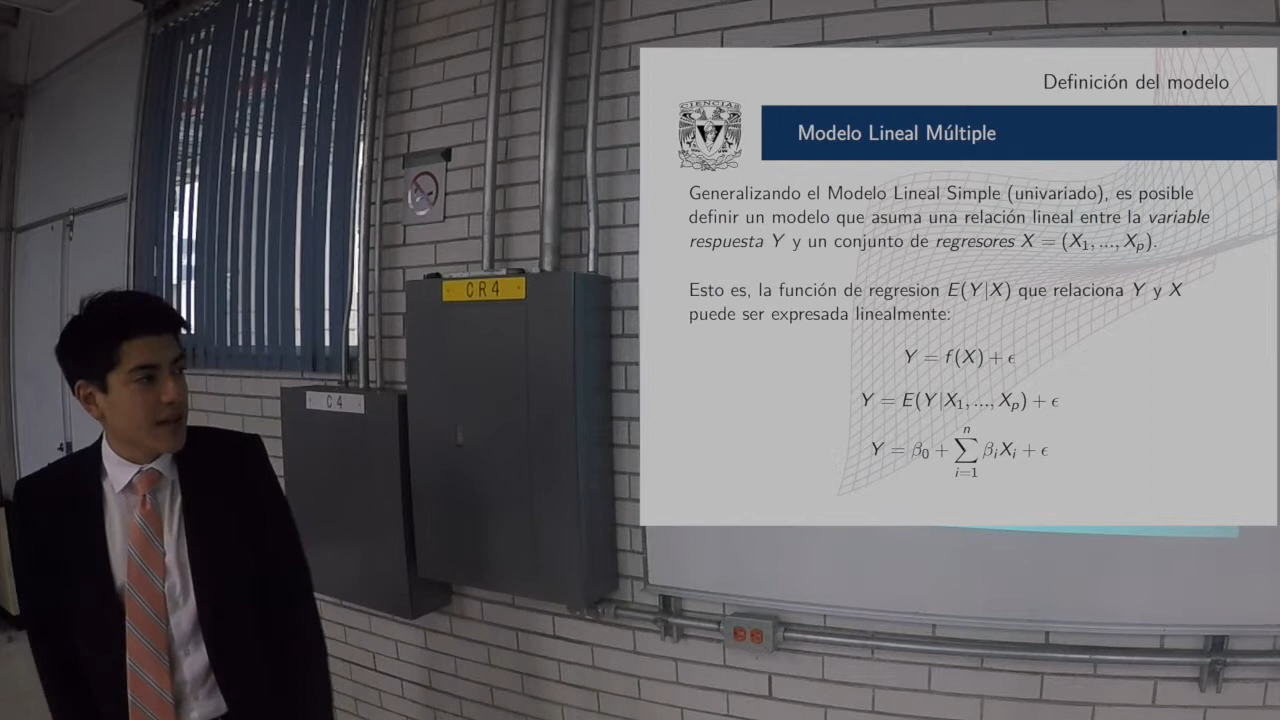 Definición del modelo
CIENCIAS
Modelo Lineal Múltiple
Generalizando el Modelo Lineal Simple (univariado), es posible
definir un modelo que asuma una relación lineal entre la variable
respuesta Y y un conjunto de regresores X = (X₁, ..., Xₚ).
Esto es, la función de regresion E(Y|X) que relaciona Y y X
puede ser expresada linealmente:
Y = f(X) + ϵ
Y = E(Y|X₁, ..., Xₚ) + ϵ
Y = β₀ + ∑ᵢ₌₁ⁿ βᵢXᵢ + ϵ
CR4
C4